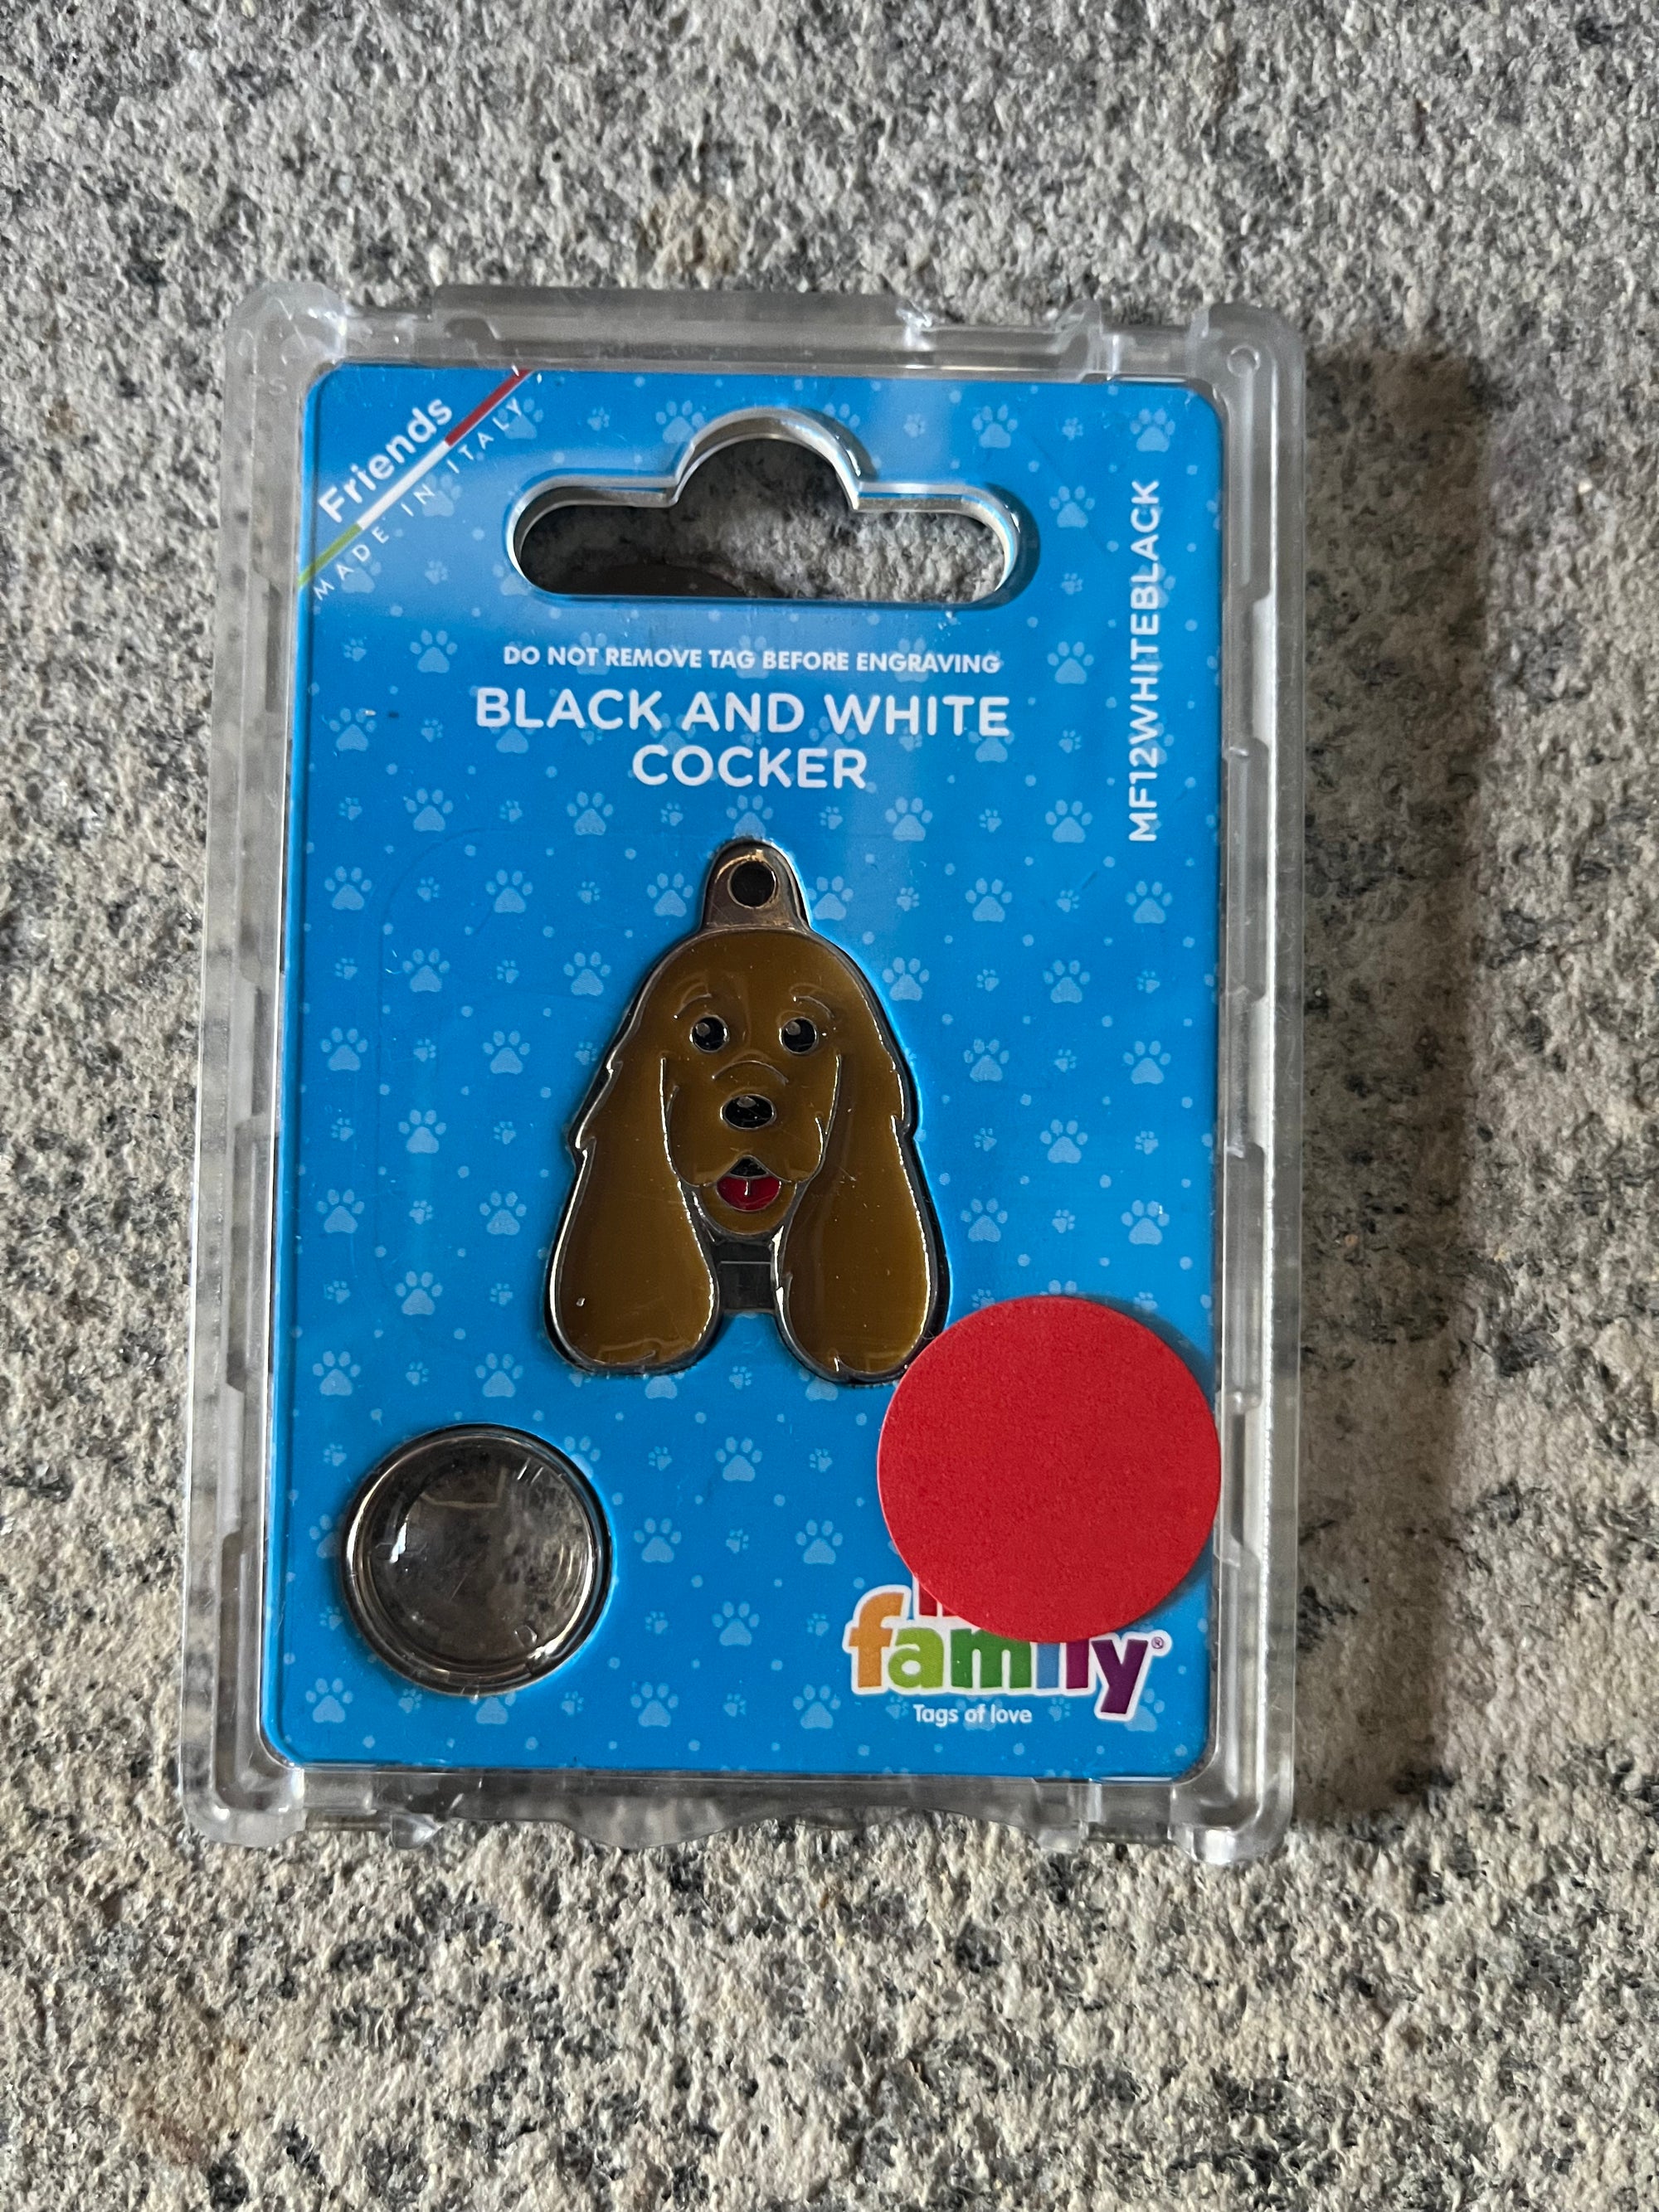 Friends
MADE IN ITALY
DO NOT REMOVE TAG BEFORE ENGRAVING
BLACK AND WHITE
COCKER
MF12WHITEBLACK
family®
Tags of love